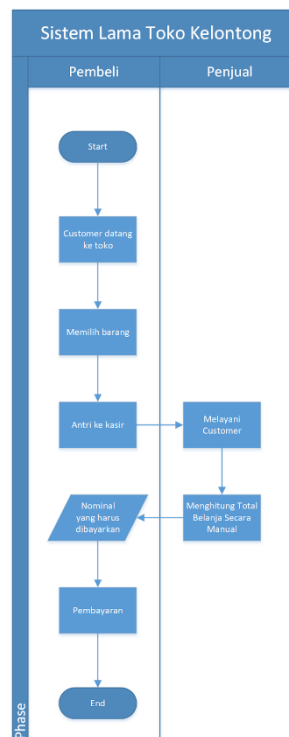 Sistem Lama Toko Kelontong
Pembeli
Penjual
Start
Customer datang
ke toko
Memilih barang
Antri ke kasir
Melayani
Customer
Menghitung Total
Belanja Secara
Manual
Nominal
yang harus
dibayarkan
Pembayaran
End
Phase